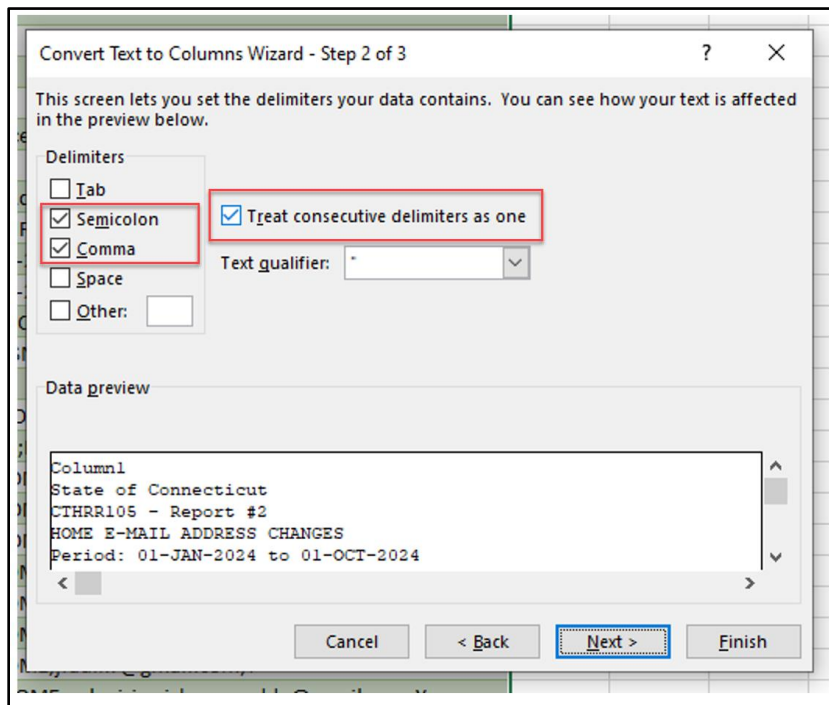 Convert Text to Columns Wizard - Step 2 of 3
?
This screen lets you set the delimiters your data contains. You can see how your text is affected
in the preview below.
Delimiters
Tab
Semicolon
Comma
Space
Other:
Treat consecutive delimiters as one
Text qualifier: "
Data preview
Column1
State of Connecticut
CTHRR105 - Report #2
HOME E-MAIL ADDRESS CHANGES
Period: 01-JAN-2024 to 01-OCT-2024
Cancel
< Back
Next >
Finish